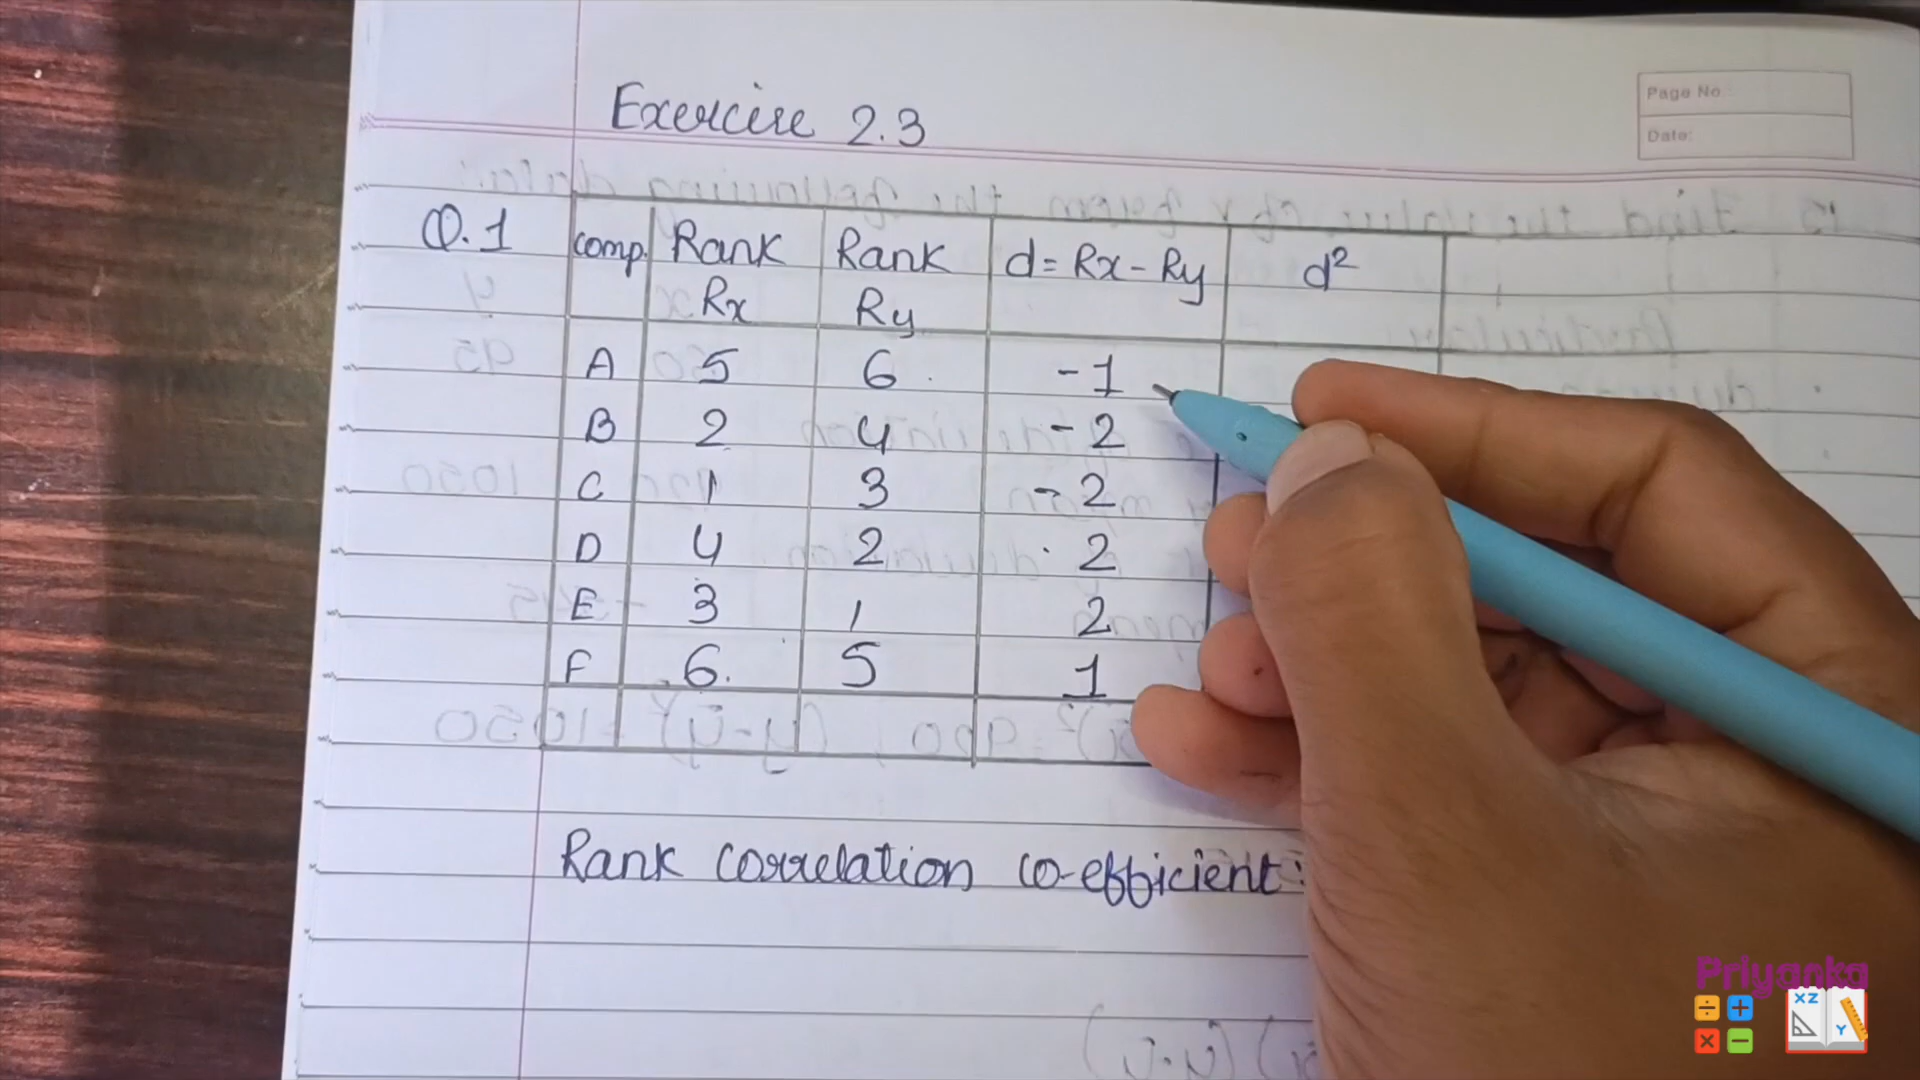 Page No.:
Date:
Exercise 2.3
Q.1
comp. Rank Rank d = Rx - Ry d²
Rx Ry
A 5 6 -1
B 2 4 -2
C 1 3 -2
D 4 2 2
E 3 1 2
F 6 5 1
Rank correlation co-efficient:
Priyanka
XZ
Y